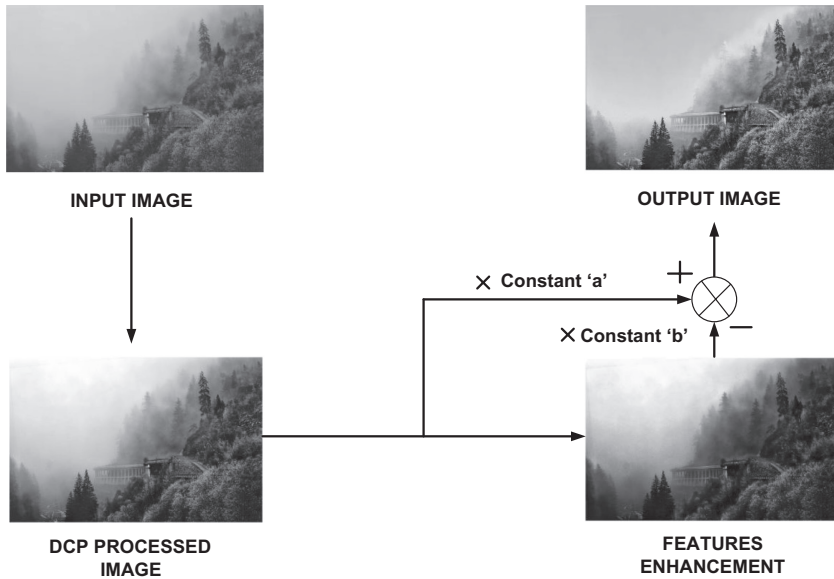 INPUT IMAGE
OUTPUT IMAGE
× Constant ‘a’
+
× Constant ‘b’
−
DCP PROCESSED
IMAGE
FEATURES
ENHANCEMENT